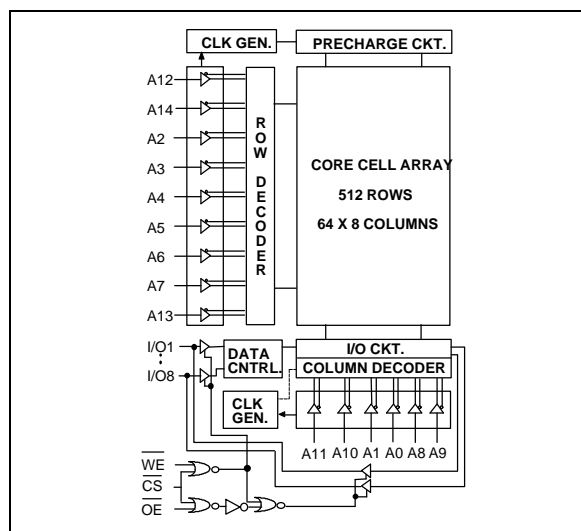 CLK GEN.
PRECHARGE CKT.
A12
A14
A2
A3
A4
A5
A6
A7
A13
ROW DECODER
CORE CELL ARRAY
512 ROWS
64 X 8 COLUMNS
I/O1
I/O8
DATA
CNTRL.
I/O CKT.
COLUMN DECODER
CLK
GEN.
A11 A10 A1 A0 A8 A9
WE
CS
OE